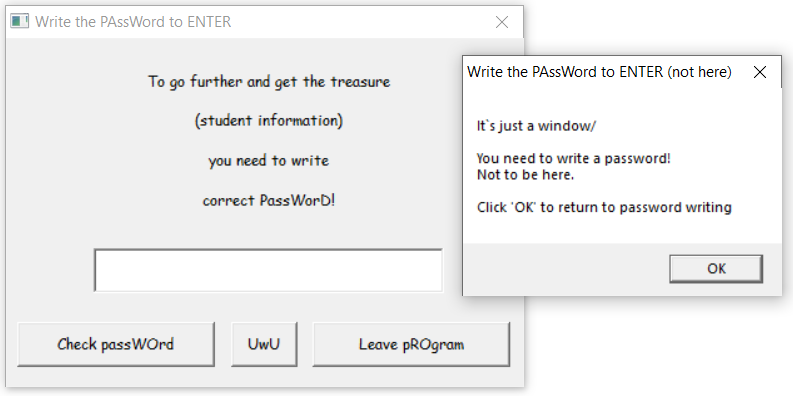 Write the PAssWord to ENTER
To go further and get the treasure
(student information)
you need to write
correct PassWorD!
Check passWOrd
UwU
Leave pROgram
Write the PAssWord to ENTER (not here)
It`s just a window/
You need to write a password!
Not to be here.
Click 'OK' to return to password writing
OK